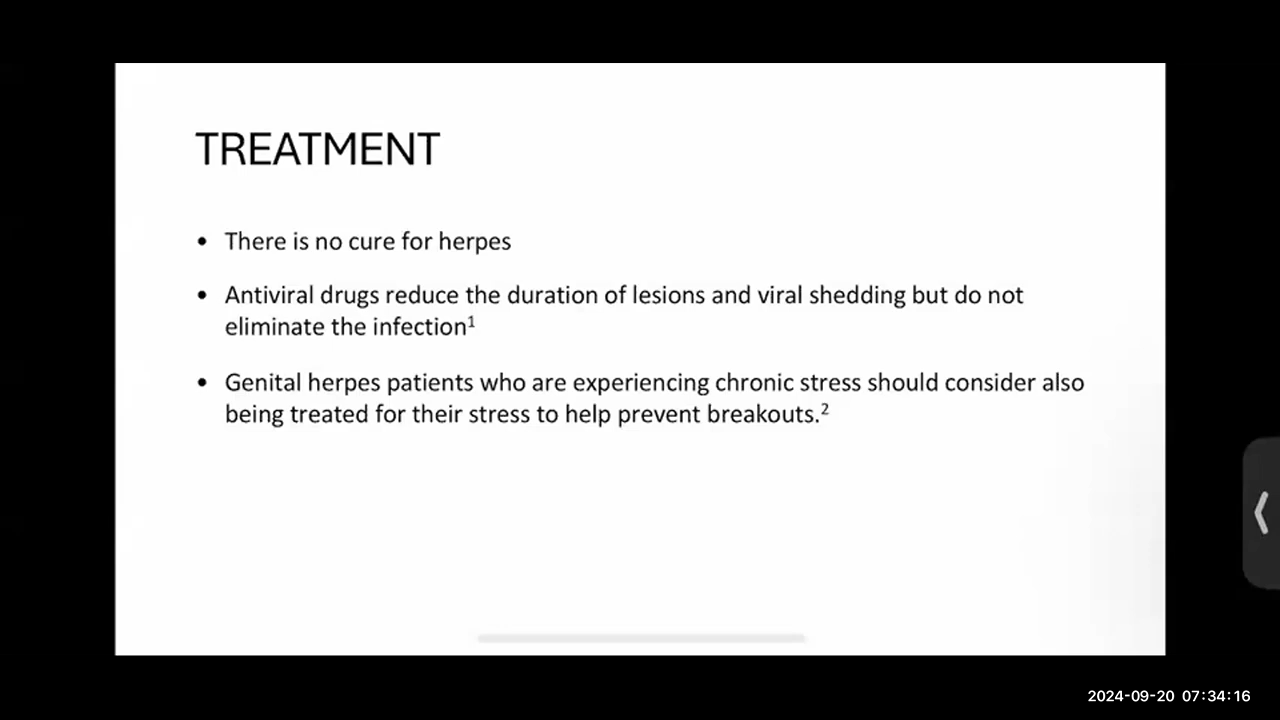 TREATMENT
• There is no cure for herpes
• Antiviral drugs reduce the duration of lesions and viral shedding but do not
eliminate the infection¹
• Genital herpes patients who are experiencing chronic stress should consider also
being treated for their stress to help prevent breakouts.²
2024-09-20 07:34:16